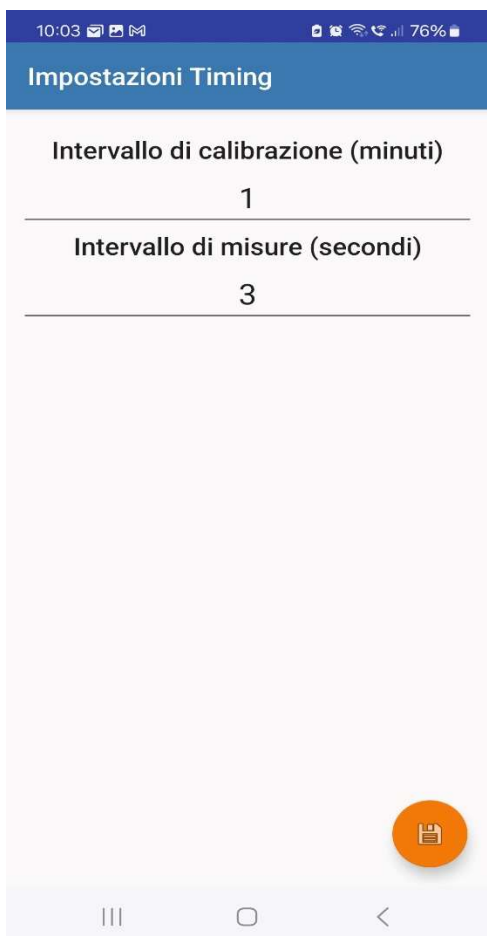 10:03 76%
Impostazioni Timing
Intervallo di calibrazione (minuti)
1
Intervallo di misure (secondi)
3